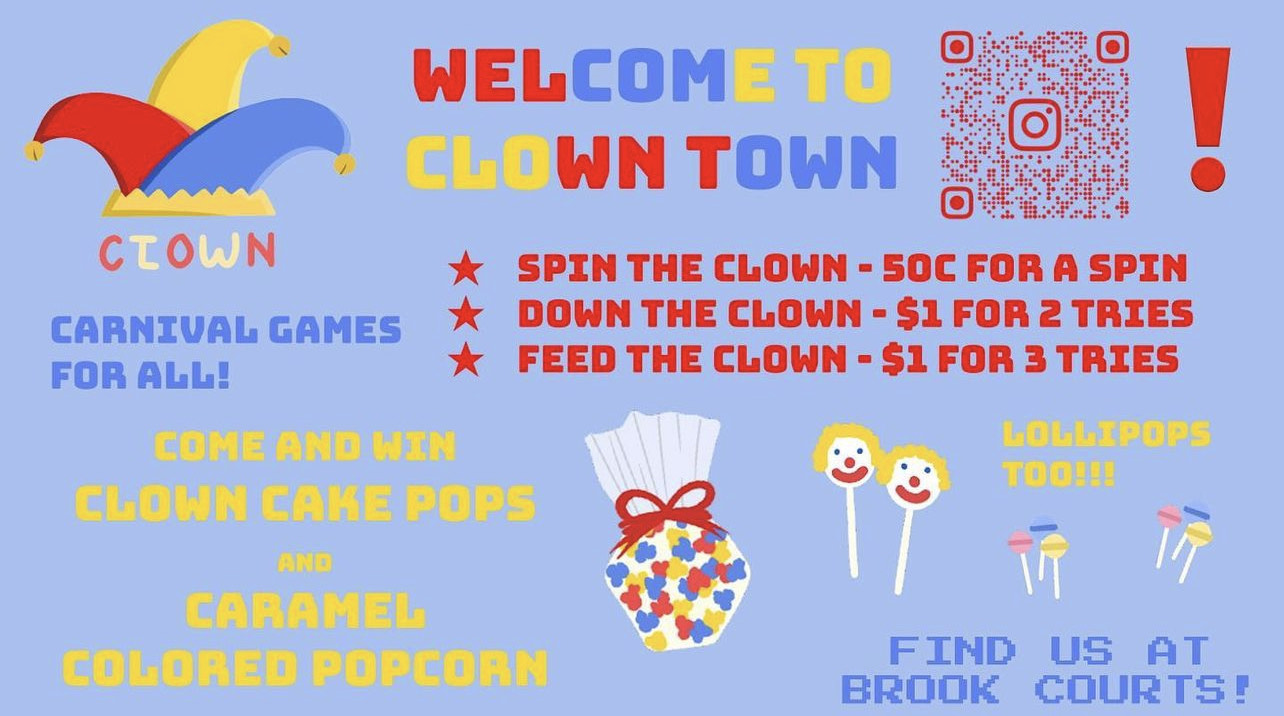 WELCOME TO
CLOWN TOWN
CLOWN
CARNIVAL GAMES
FOR ALL!
SPIN THE CLOWN - 50C FOR A SPIN
DOWN THE CLOWN - $1 FOR 2 TRIES
FEED THE CLOWN - $1 FOR 3 TRIES
COME AND WIN
CLOWN CAKE POPS
AND
CARAMEL
COLORED POPCORN
LOLLIPOPS
TOO!!!
FIND US AT
BROOK COURTS!